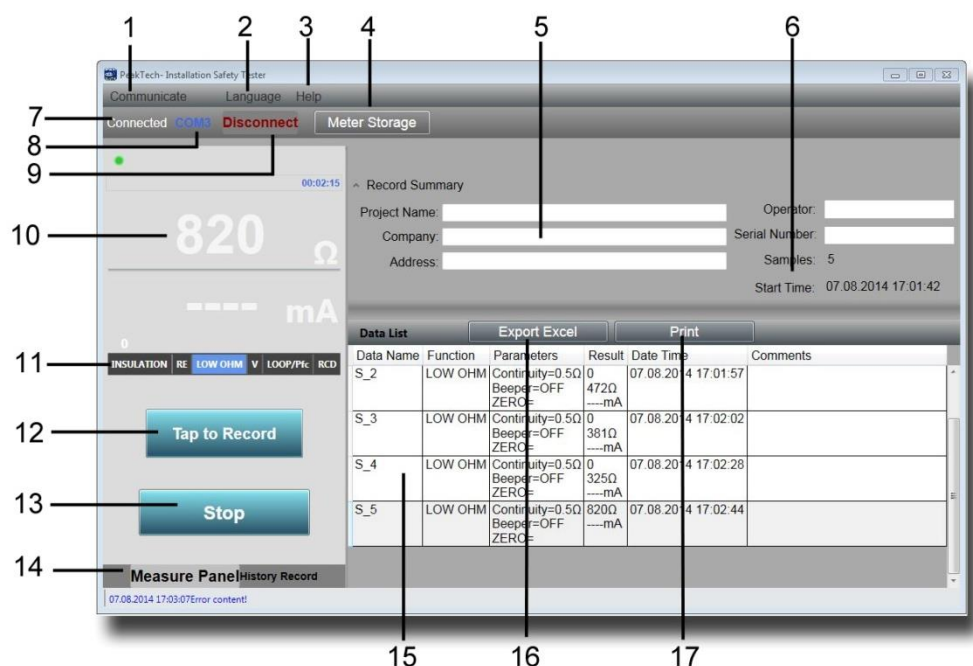 1 2 3 4 5 6
PeakTech- Installation Safety Tester
Communicate Language Help
7 Connected COM3 Disconnect Meter Storage
8
9
00:02:15
Record Summary
Project Name: Operator:
Company: Serial Number:
Address: Samples: 5
Start Time: 07.08.2014 17:01:42
10 820 Ω
---- mA
0
Data List Export Excel Print
11 INSULATION RE LOW OHM V LOOP/Pfc RCD
Data Name Function Parameters Result Date Time Comments
S_2 LOW OHM Continuity=0.5Ω 0 07.08.2014 17:01:57
Beeper=OFF 472Ω
ZERO= ----mA
S_3 LOW OHM Continuity=0.5Ω 0 07.08.2014 17:02:02
Beeper=OFF 381Ω
ZERO= ----mA
S_4 LOW OHM Continuity=0.5Ω 0 07.08.2014 17:02:28
Beeper=OFF 325Ω
ZERO= ----mA
S_5 LOW OHM Continuity=0.5Ω 820Ω 07.08.2014 17:02:44
Beeper=OFF ----mA
ZERO=
12 Tap to Record
13 Stop
14 Measure Panel History Record
07.08.2014 17:03:07Error content!
15 16 17